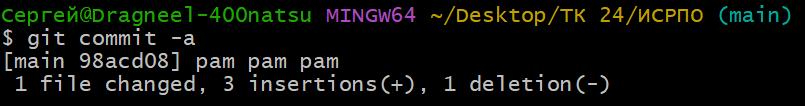 Сергей@Dragneel-400natsu MINGW64 ~/Desktop/ТК 24/ИСРПО (main)
$ git commit -a
[main 98acd08] pam pam pam
 1 file changed, 3 insertions(+), 1 deletion(-)